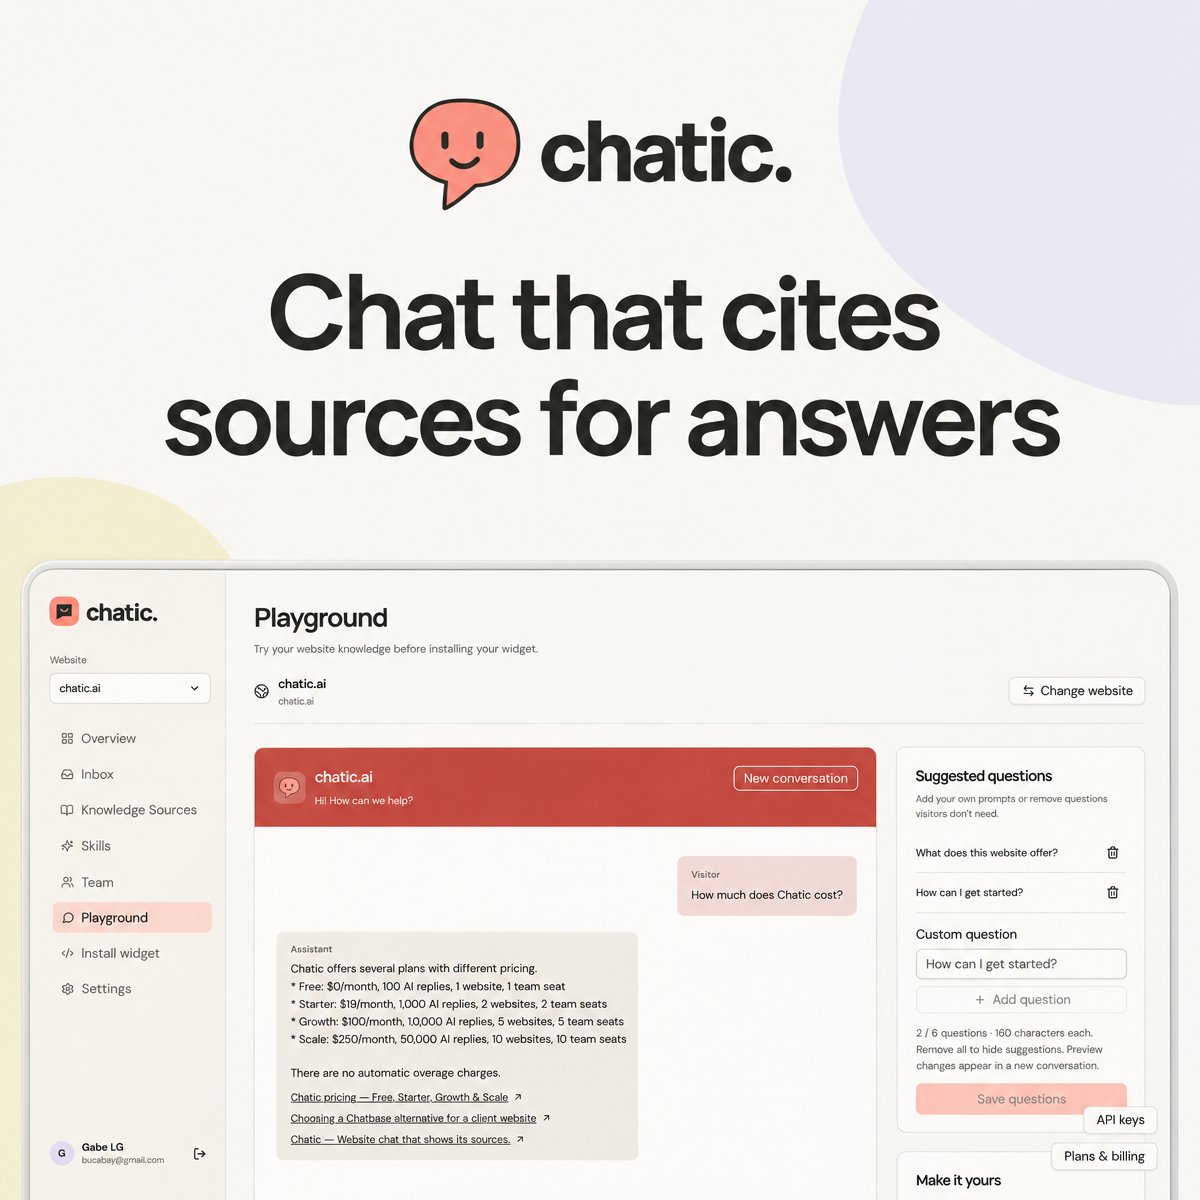 chatic.
Chat that cites
sources for answers
chatic.
Website
chatic.ai
Overview
Inbox
Knowledge Sources
Skills
Team
Playground
Install widget
Settings
G
Gabe LG
bucabay@gmail.com
Playground
Try your website knowledge before installing your widget.
chatic.ai
chatic.ai
Change website
chatic.ai
Hi! How can we help?
New conversation
Visitor
How much does Chatic cost?
Assistant
Chatic offers several plans with different pricing.
* Free: $0/month, 100 AI replies, 1 website, 1 team seat
* Starter: $19/month, 1,000 AI replies, 2 websites, 2 team seats
* Growth: $100/month, 1,0,000 AI replies, 5 websites, 5 team seats
* Scale: $250/month, 50,000 AI replies, 10 websites, 10 team seats
There are no automatic overage charges.
Chatic pricing — Free, Starter, Growth & Scale
Choosing a Chatbase alternative for a client website
Chatic — Website chat that shows its sources.
Suggested questions
Add your own prompts or remove questions
visitors don't need.
What does this website offer?
How can I get started?
Custom question
How can I get started?
+ Add question
2 / 6 questions · 160 characters each.
Remove all to hide suggestions. Preview
changes appear in a new conversation.
Save questions
API keys
Plans & billing
Make it yours